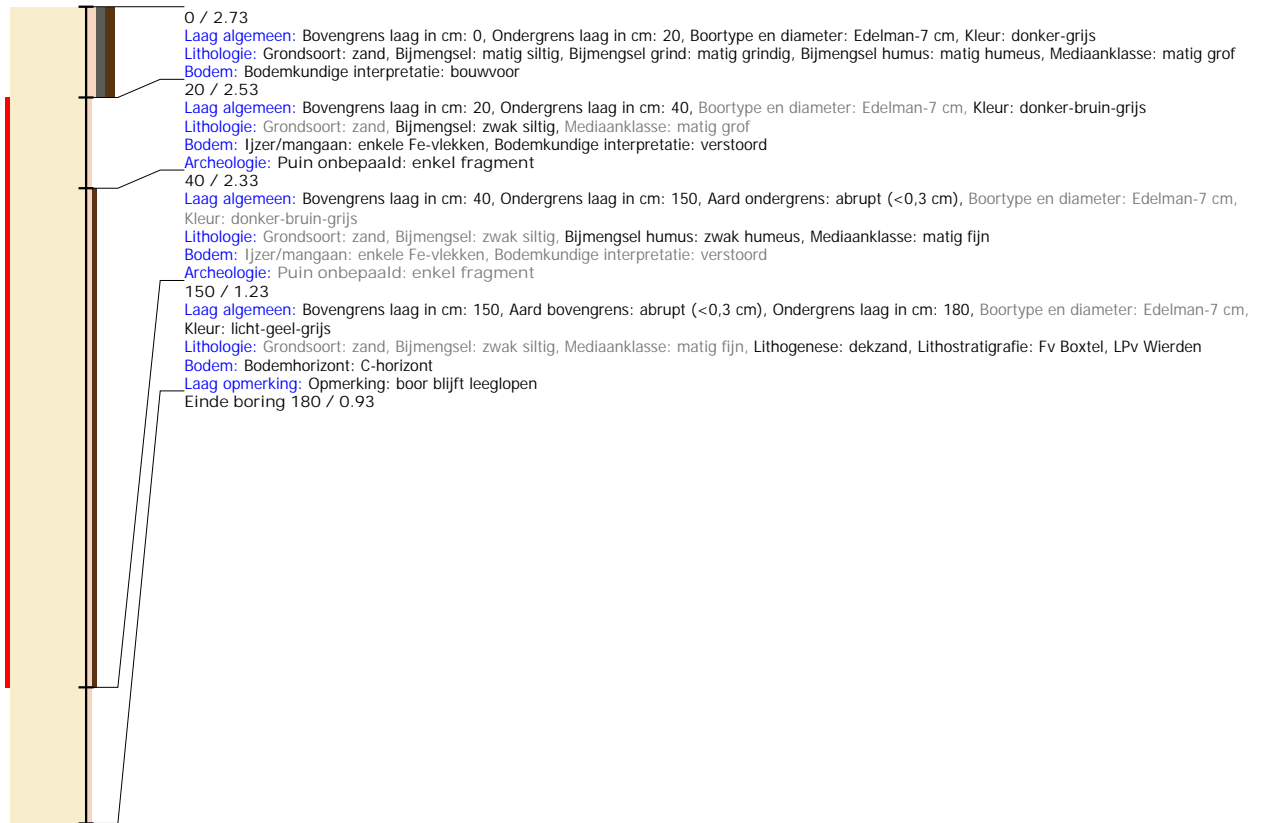 0 / 2.73
Laag algemeen: Bovengrens laag in cm: 0, Ondergrens laag in cm: 20, Boortype en diameter: Edelman-7 cm, Kleur: donker-grijs
Lithologie: Grondsoort: zand, Bijmengsel: matig siltig, Bijmengsel grind: matig grindig, Bijmengsel humus: matig humeus, Mediaanklasse: matig grof
Bodem: Bodemkundige interpretatie: bouwvoor
20 / 2.53
Laag algemeen: Bovengrens laag in cm: 20, Ondergrens laag in cm: 40, Boortype en diameter: Edelman-7 cm, Kleur: donker-bruin-grijs
Lithologie: Grondsoort: zand, Bijmengsel: zwak siltig, Mediaanklasse: matig grof
Bodem: Ijzer/mangaan: enkele Fe-vlekken, Bodemkundige interpretatie: verstoord
Archeologie: Puin onbepaald: enkel fragment
40 / 2.33
Laag algemeen: Bovengrens laag in cm: 40, Ondergrens laag in cm: 150, Aard ondergrens: abrupt (<0,3 cm), Boortype en diameter: Edelman-7 cm,
Kleur: donker-bruin-grijs
Lithologie: Grondsoort: zand, Bijmengsel: zwak siltig, Bijmengsel humus: zwak humeus, Mediaanklasse: matig fijn
Bodem: Ijzer/mangaan: enkele Fe-vlekken, Bodemkundige interpretatie: verstoord
Archeologie: Puin onbepaald: enkel fragment
150 / 1.23
Laag algemeen: Bovengrens laag in cm: 150, Aard bovengrens: abrupt (<0,3 cm), Ondergrens laag in cm: 180, Boortype en diameter: Edelman-7 cm,
Kleur: licht-geel-grijs
Lithologie: Grondsoort: zand, Bijmengsel: zwak siltig, Mediaanklasse: matig fijn, Lithogenese: dekzand, Lithostratigrafie: Fv Boxtel, LPv Wierden
Bodem: Bodemhorizont: C-horizont
Laag opmerking: Opmerking: boor blijft leeglopen
Einde boring 180 / 0.93